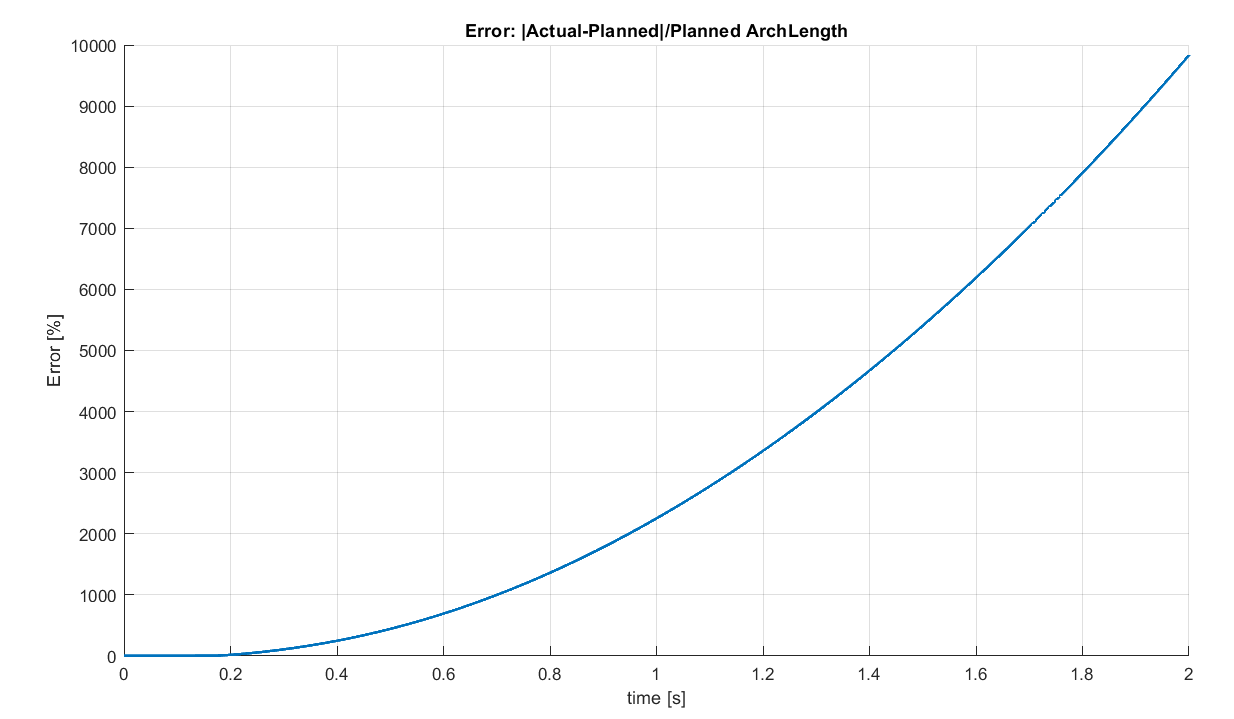 Error: |Actual-Planned|/Planned ArchLength
10000
9000
8000
7000
6000
5000
4000
3000
2000
1000
0
Error [%]
0 0.2 0.4 0.6 0.8 1 1.2 1.4 1.6 1.8 2
time [s]